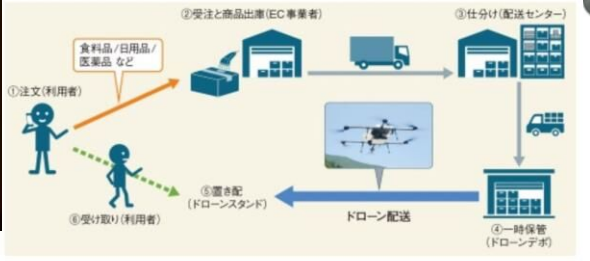 ②受注と商品出庫(EC事業者)
③仕分け(配送センター)
食料品/日用品/
医薬品 など
①注文(利用者)
⑤置き配
(ドローンスタンド)
⑥受け取り(利用者)
ドローン配送
④一時保管
(ドローンデポ)